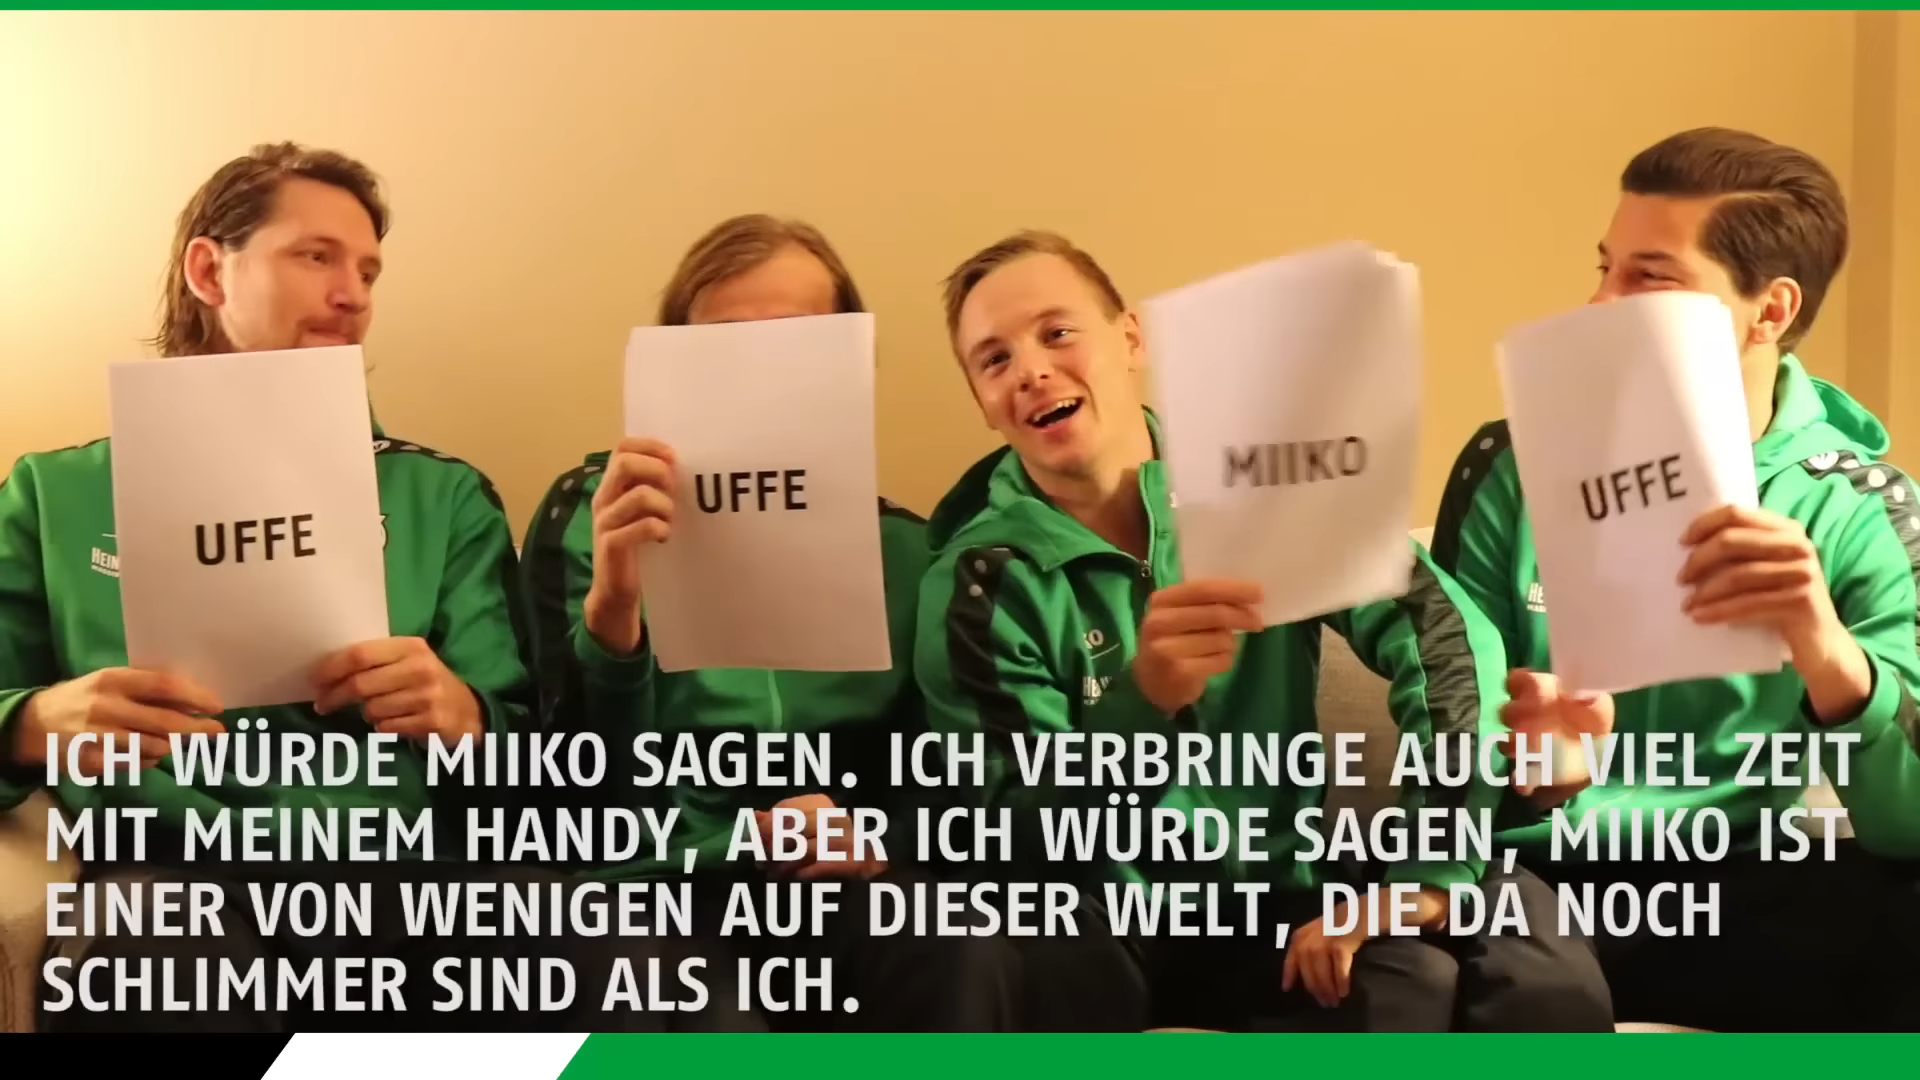 UFFE
UFFE
MIIKO
UFFE
HEIN
ICH WÜRDE MIIKO SAGEN. ICH VERBRINGE AUCH VIEL ZEIT
MIT MEINEM HANDY, ABER ICH WÜRDE SAGEN, MIIKO IST
EINER VON WENIGEN AUF DIESER WELT, DIE DA NOCH
SCHLIMMER SIND ALS ICH.